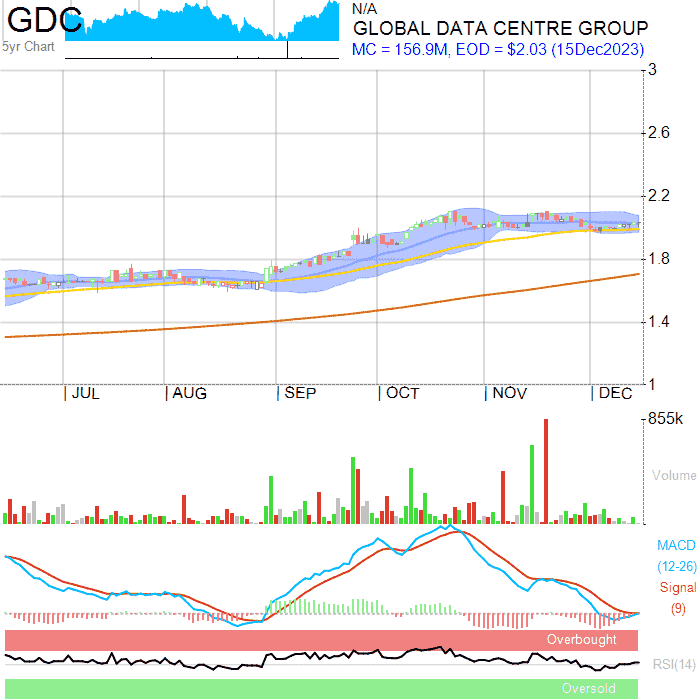 GDC
5yr Chart
N/A
GLOBAL DATA CENTRE GROUP
MC = 156.9M, EOD = $2.03 (15Dec2023)
3
2.6
2.2
1.8
1.4
1
| JUL | AUG | SEP | OCT | NOV | DEC
855k
Volume
MACD
(12-26)
Signal
(9)
Overbought
RSI(14)
Oversold